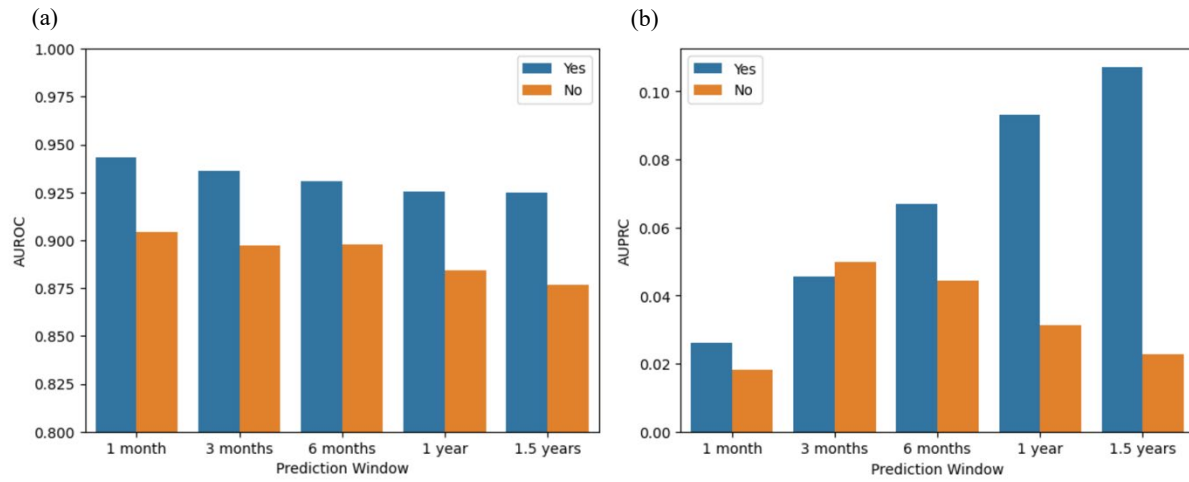 (a)
1.000
0.975
0.950
0.925
0.900
0.875
0.850
0.825
0.800
AUROC
Yes
No
1 month 3 months 6 months 1 year 1.5 years
Prediction Window
(b)
0.10
0.08
0.06
0.04
0.02
0.00
AUPRC
Yes
No
1 month 3 months 6 months 1 year 1.5 years
Prediction Window